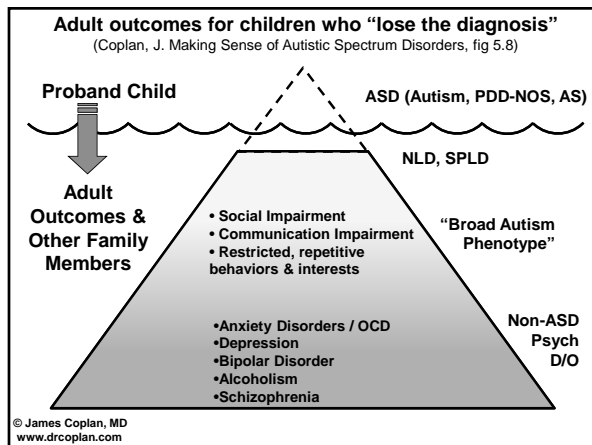 Adult outcomes for children who “lose the diagnosis”
(Coplan, J. Making Sense of Autistic Spectrum Disorders, fig 5.8)
Proband Child
ASD (Autism, PDD-NOS, AS)
NLD, SPLD
Adult
Outcomes &
Other Family
Members
• Social Impairment
• Communication Impairment
• Restricted, repetitive
behaviors & interests
“Broad Autism
Phenotype”
•Anxiety Disorders / OCD
•Depression
•Bipolar Disorder
•Alcoholism
•Schizophrenia
Non-ASD
Psych
D/O
© James Coplan, MD
www.drcoplan.com